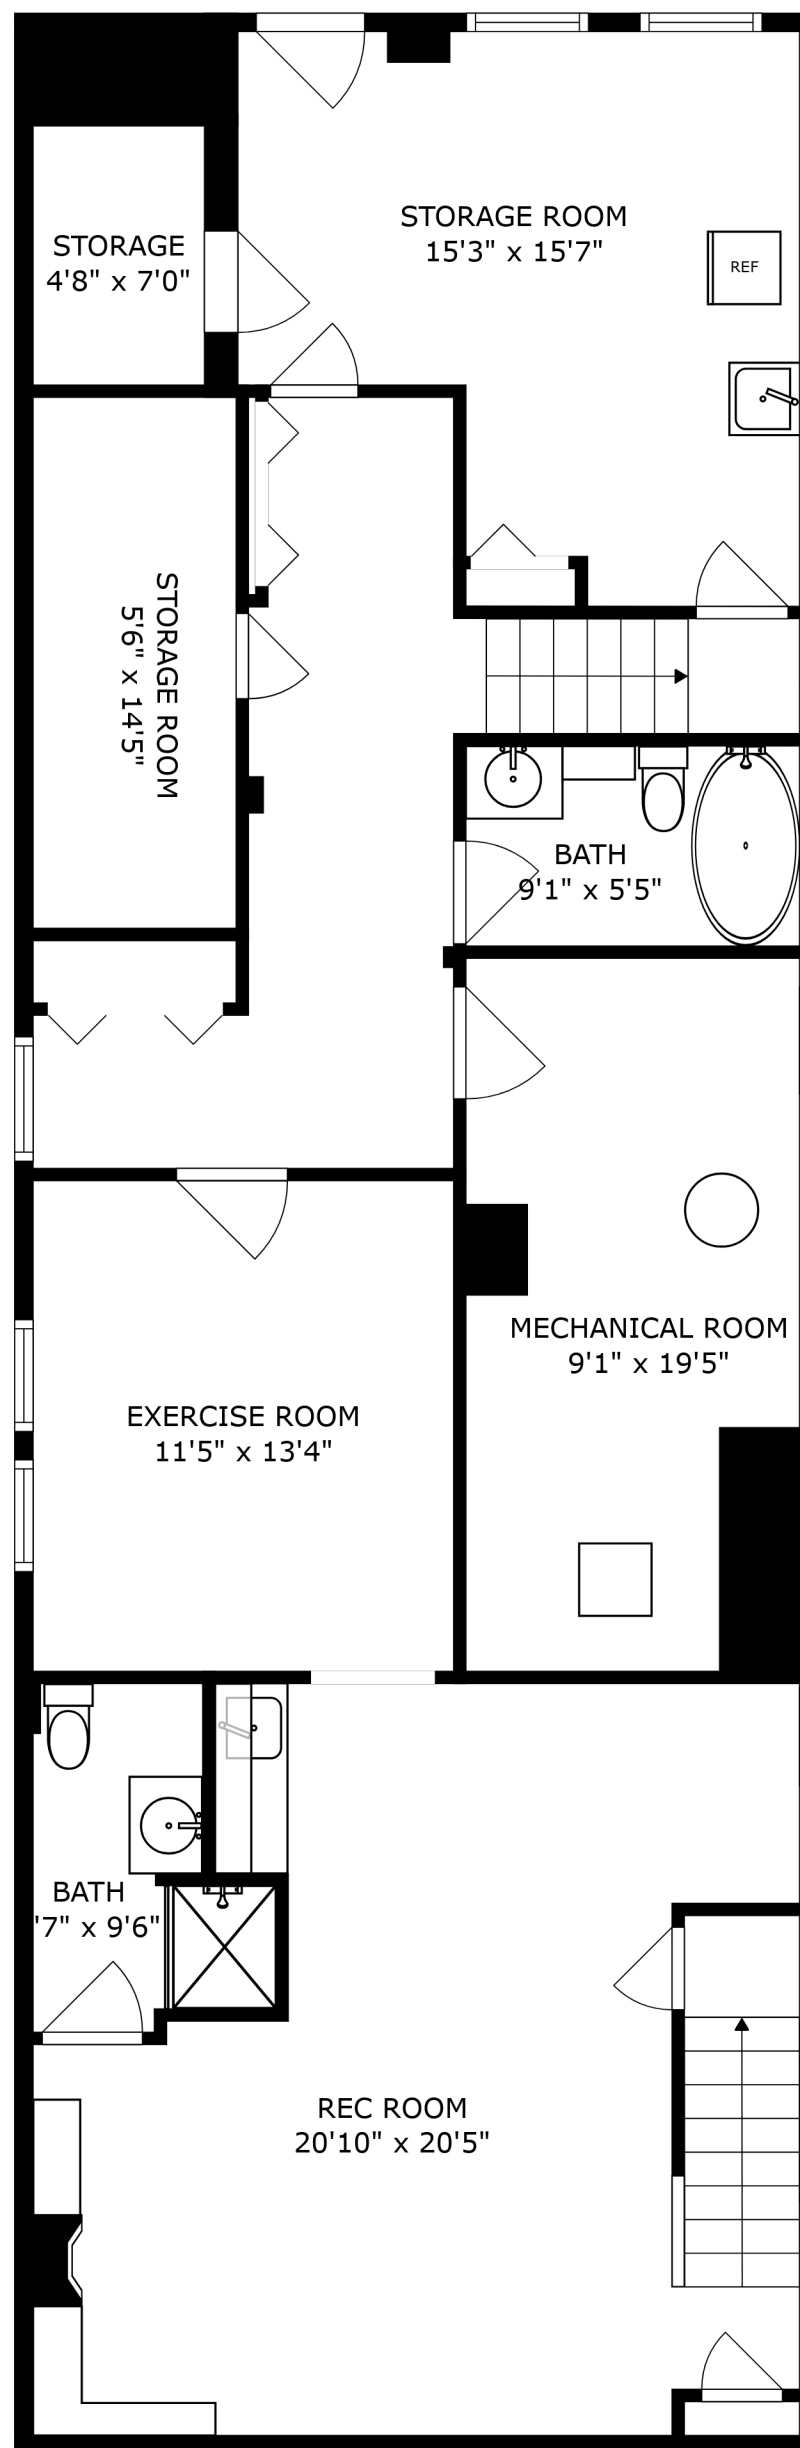 STORAGE
4'8" x 7'0"
STORAGE ROOM
15'3" x 15'7"
REF
STORAGE ROOM
5'6" x 14'5"
BATH
9'1" x 5'5"
MECHANICAL ROOM
9'1" x 19'5"
EXERCISE ROOM
11'5" x 13'4"
BATH
'7" x 9'6"
REC ROOM
20'10" x 20'5"